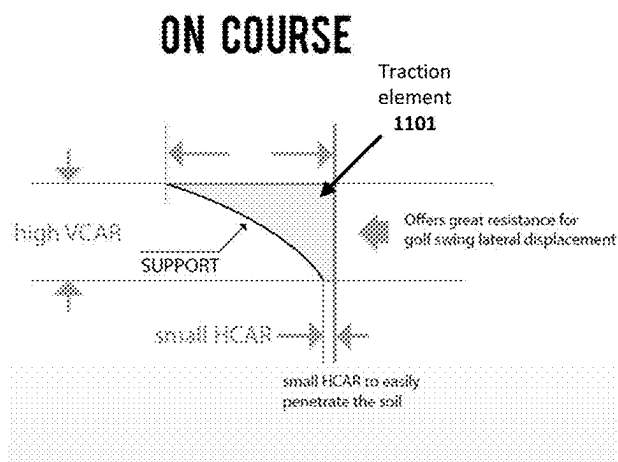 ON COURSE
Traction
element
1101
high VCAR
Offers great resistance for
golf swing lateral displacement
SUPPORT
small HCAR
small HCAR to easily
penetrate the soil